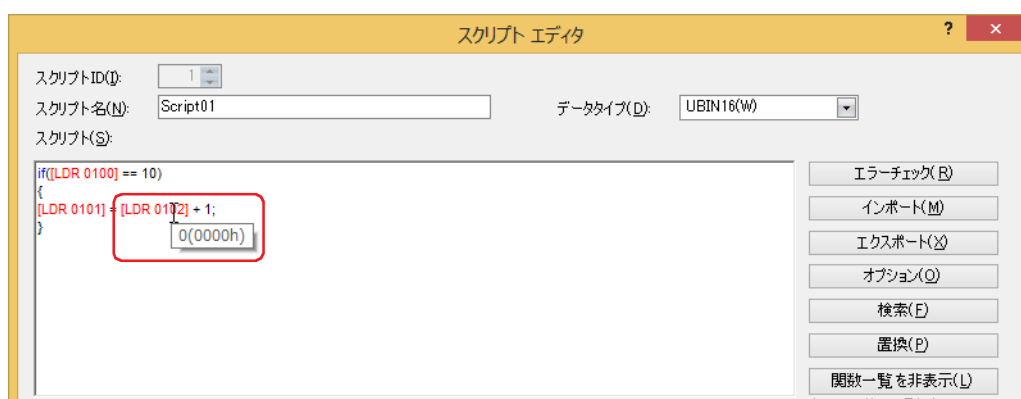 スクリプト エディタ ? ×
スクリプトID(I): 1
スクリプト名(N): Script01 データタイプ(D): UBIN16(W)
スクリプト(S):
if([LDR 0100] == 10)
{
[LDR 0101] = [LDR 0102] + 1;
}
0(0000h)
エラーチェック(R)
インポート(M)
エクスポート(X)
オプション(O)
検索(F)
置換(P)
関数一覧を非表示(L)